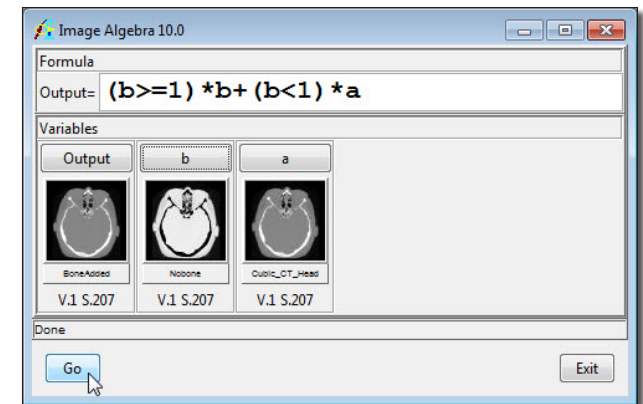 Image Algebra 10.0
Formula
Output= (b>=1)*b+(b<1)*a
Variables
Output b a
BoneAdded Nobone Cubic_CT_Head
V.1 S.207 V.1 S.207 V.1 S.207
Done
Go Exit